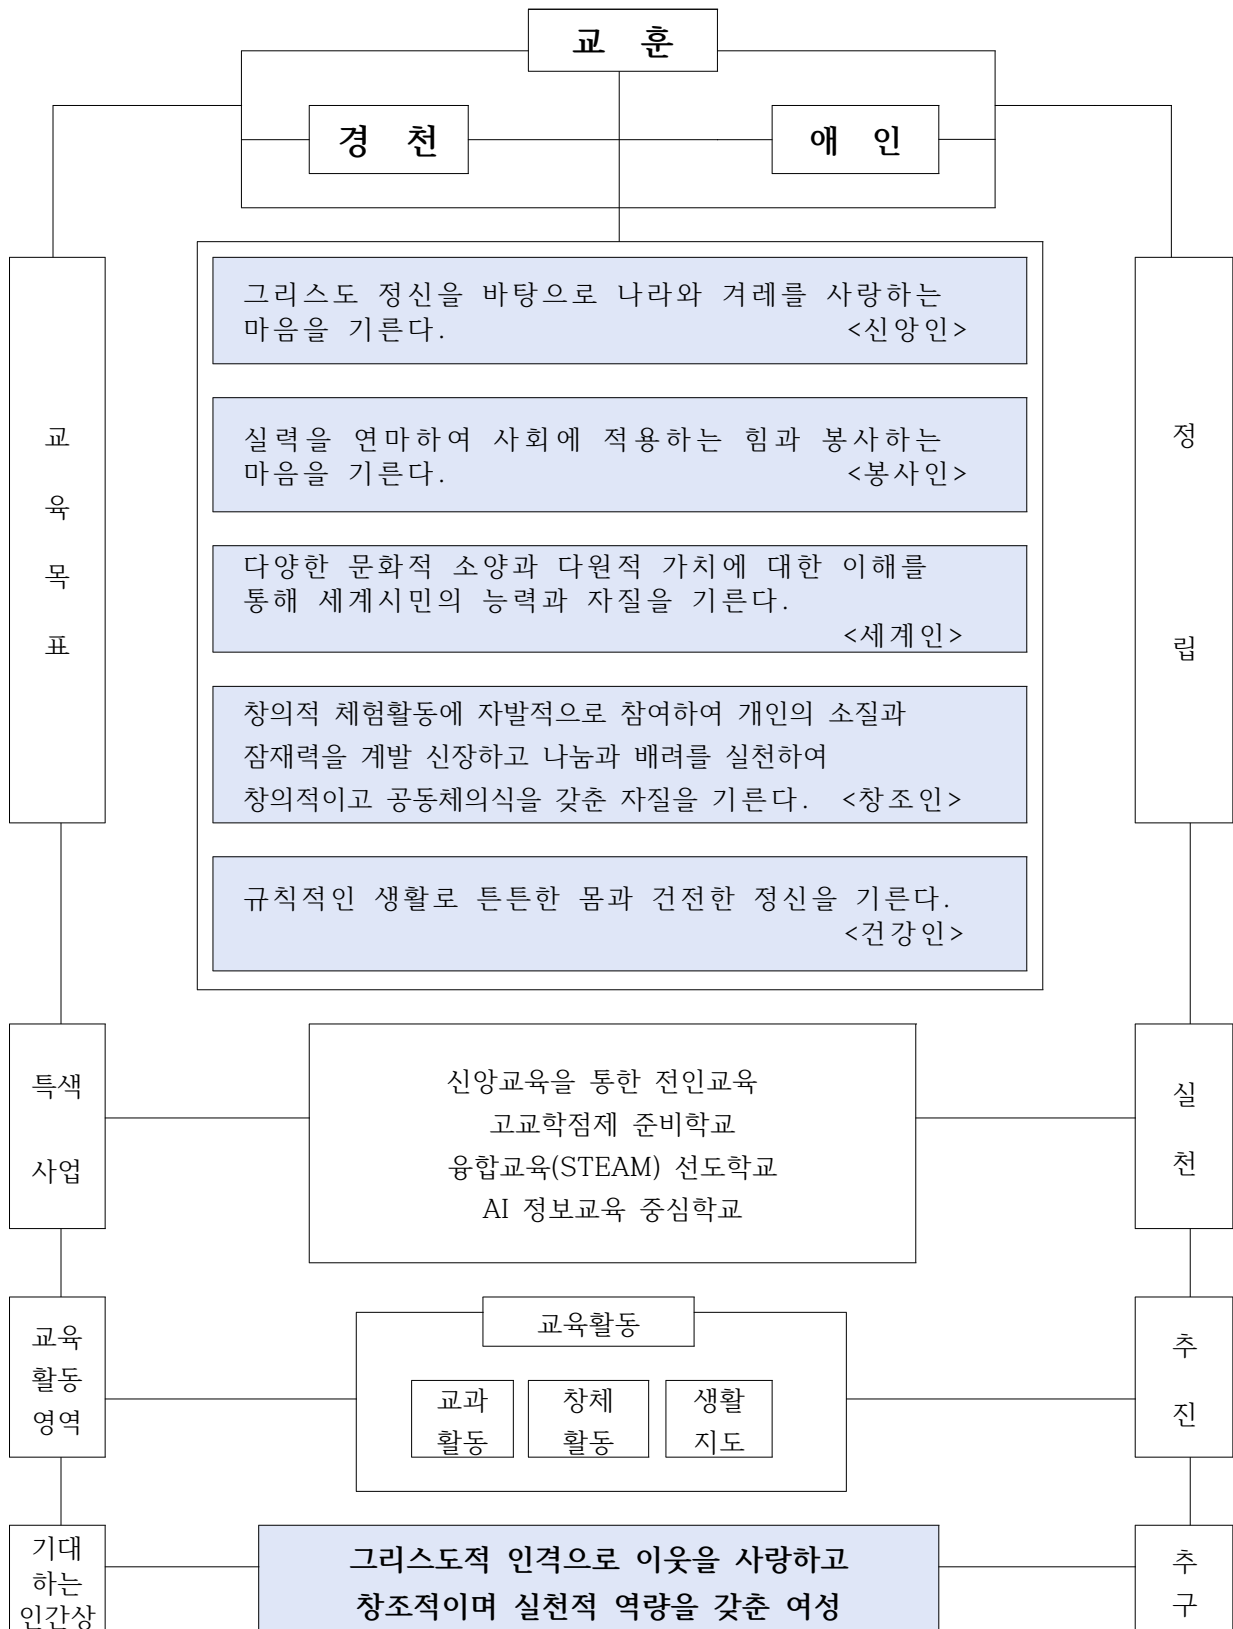 교 훈
경 천
애 인
교
육
목
표
그리스도 정신을 바탕으로 나라와 겨레를 사랑하는
마음을 기른다. <신앙인>
실력을 연마하여 사회에 적용하는 힘과 봉사하는
마음을 기른다. <봉사인>
다양한 문화적 소양과 다원적 가치에 대한 이해를
통해 세계시민의 능력과 자질을 기른다.
<세계인>
창의적 체험활동에 자발적으로 참여하여 개인의 소질과
잠재력을 계발 신장하고 나눔과 배려를 실천하여
창의적이고 공동체의식을 갖춘 자질을 기른다. <창조인>
규칙적인 생활로 튼튼한 몸과 건전한 정신을 기른다.
<건강인>
정
립
특색
사업
신앙교육을 통한 전인교육
고교학점제 준비학교
융합교육(STEAM) 선도학교
AI 정보교육 중심학교
실
천
교육
활동
영역
교육활동
교과
활동
창체
활동
생활
지도
추
진
기대
하는
인간상
그리스도적 인격으로 이웃을 사랑하고
창조적이며 실천적 역량을 갖춘 여성
추
구